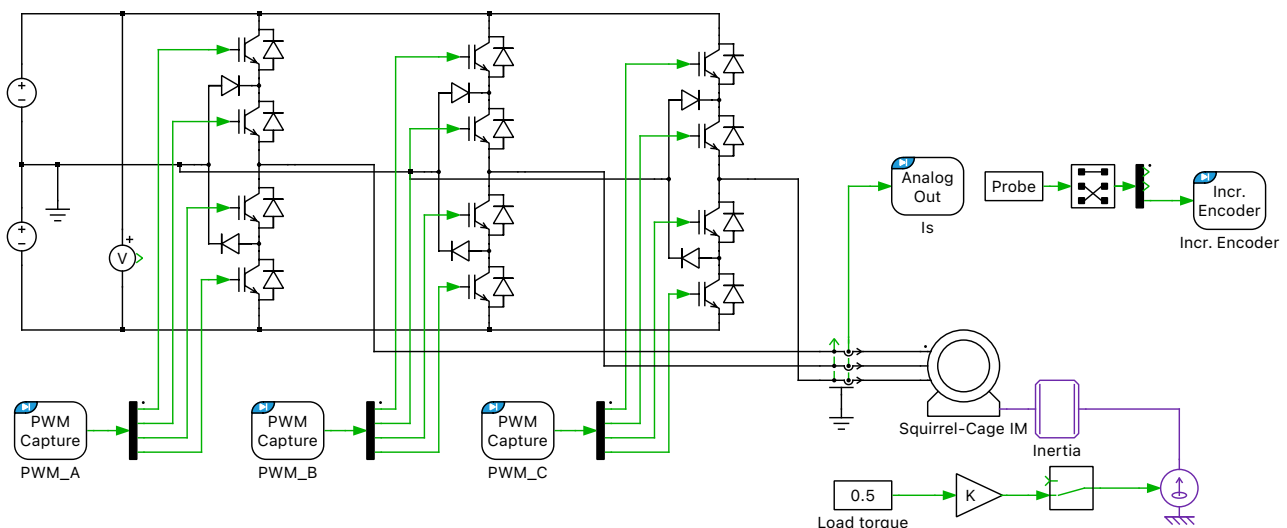 V
Analog
Out
Is
Probe
Incr.
Encoder
Incr. Encoder
PWM
Capture
PWM_A
PWM
Capture
PWM_B
PWM
Capture
PWM_C
Squirrel-Cage IM
Inertia
0.5
Load torque
K